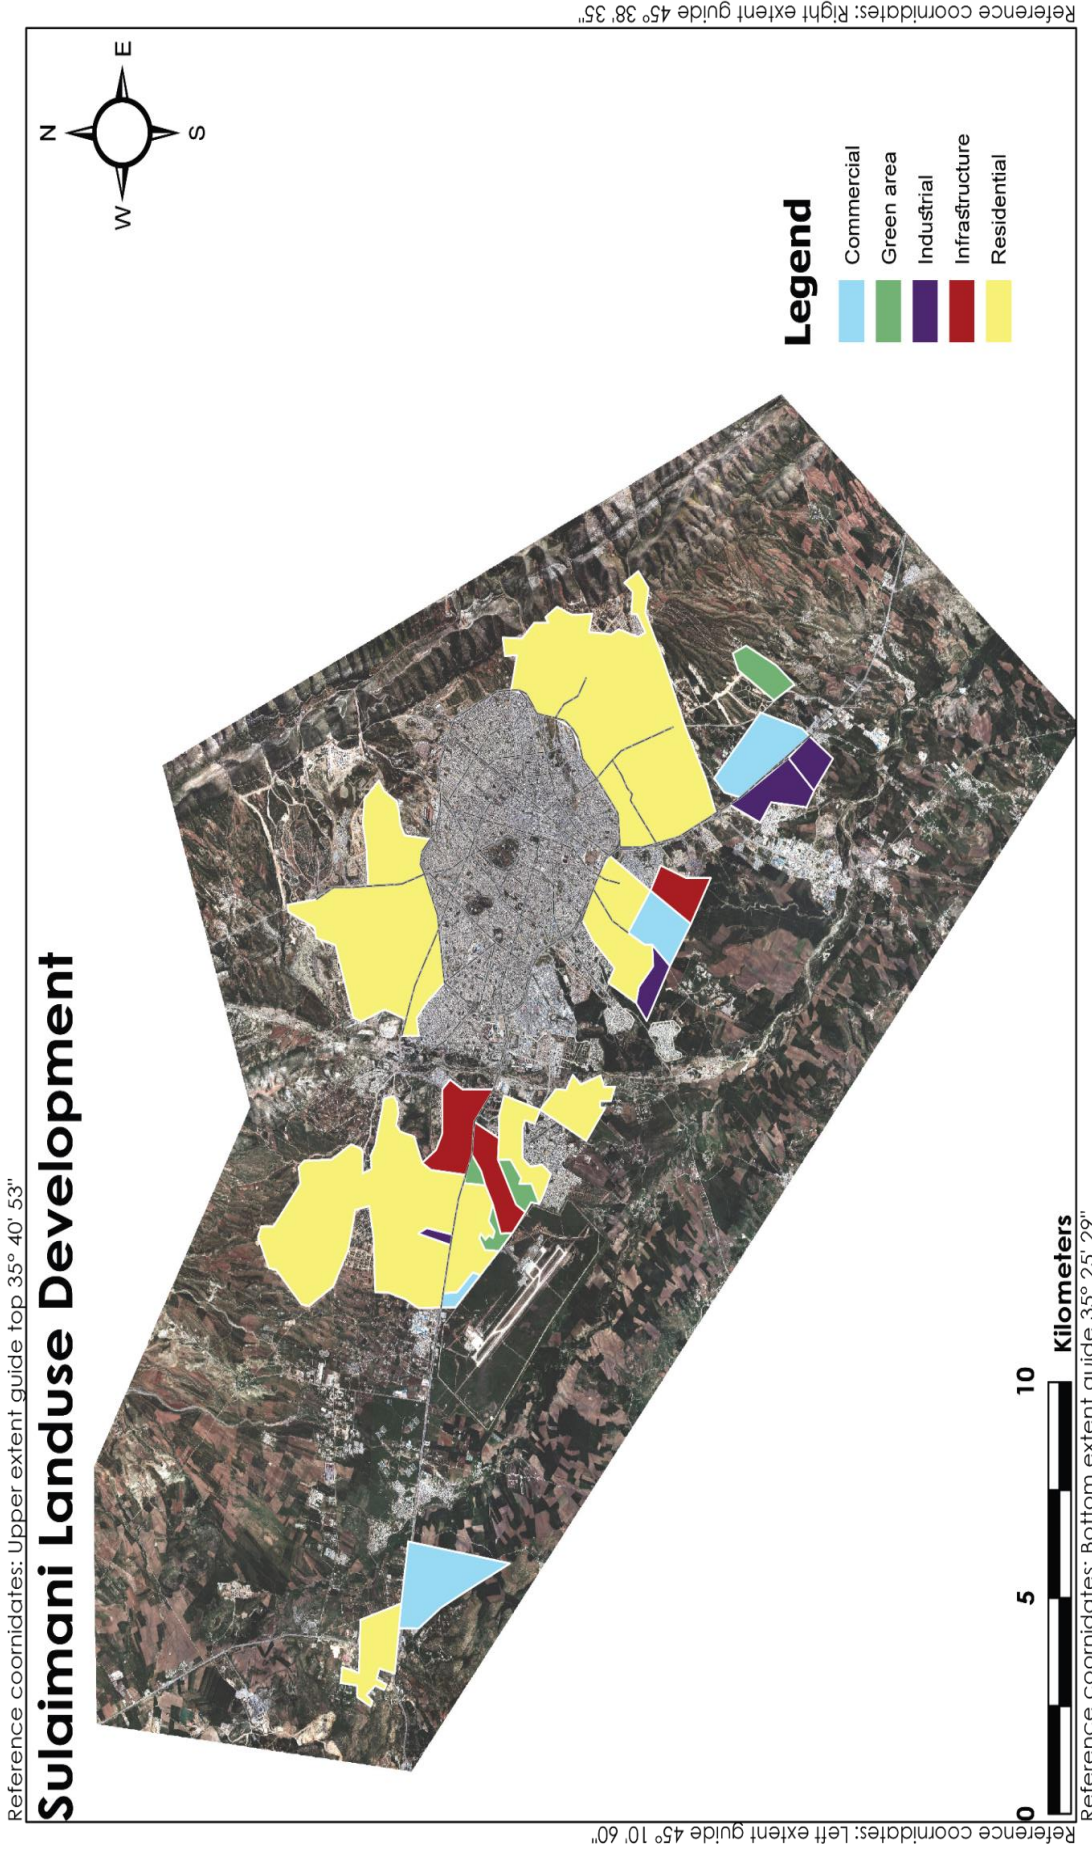 Reference coornidates: Upper extent guide top 35° 40' 53"
Sulaimani Landuse Development
N
W
E
S
Legend
Commercial
Green area
Industrial
Infrastructure
Residential
0
5
10
Kilometers
Reference coornidates: Left extent guide 45° 10' 60"
Reference coornidates: Right extent guide 45° 38' 35"
Reference coornidates: Bottom extent guide 35° 25' 29"